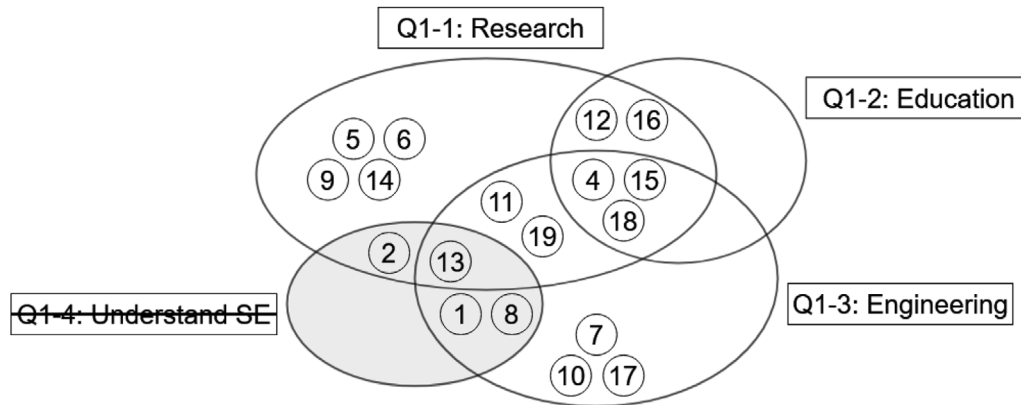 Q1-1: Research
Q1-2: Education
12 16
5 6
9 14
4 15
11
18
19
2 13
Q1-3: Engineering
Q1-4: Understand SE
1 8
7
10 17